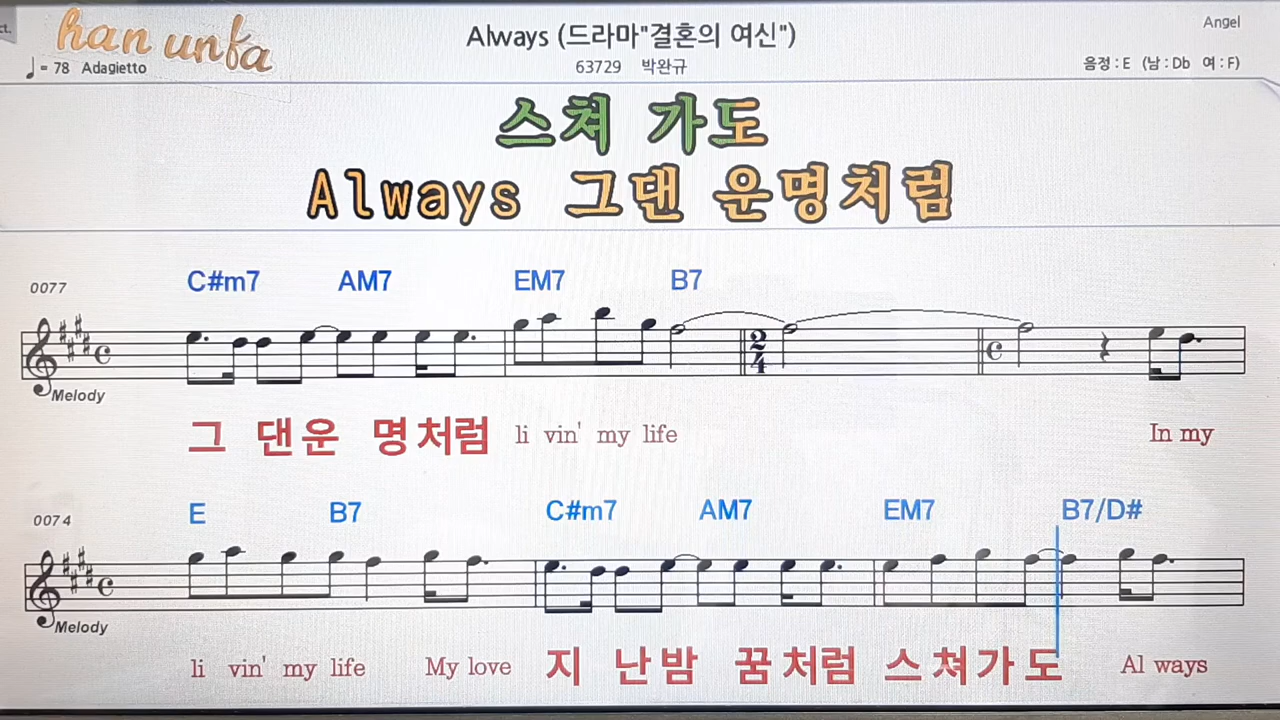 ct.
han unfa
Always (드라마"결혼의 여신")
Angel
♩= 78 Adagietto
63729 박완규
음정 : E (남 : Db 여 : F)
스쳐 가도
Always 그댄 운명처럼
0077
C#m7 AM7 EM7 B7
2
4
Melody
그 댄운 명처럼 li vin' my life In my
0074
E B7 C#m7 AM7 EM7 B7/D#
Melody
li vin' my life My love 지 난밤 꿈처럼 스쳐가도 Al ways